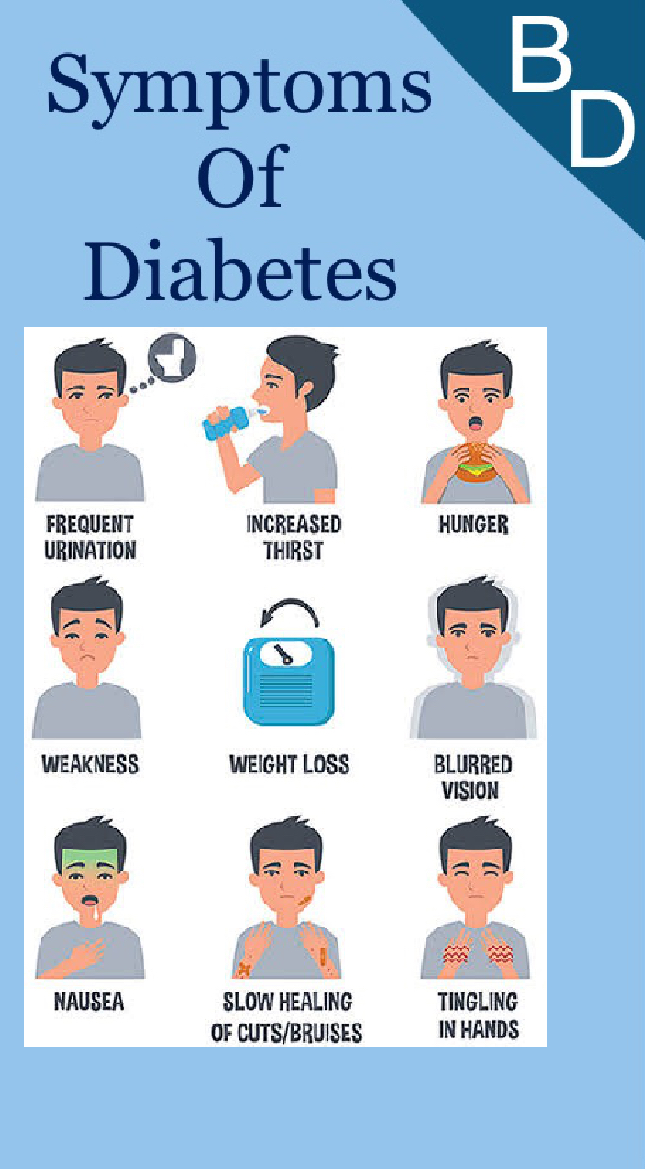 Symptoms
Of
Diabetes
B
D
FREQUENT
URINATION
INCREASED
THIRST
HUNGER
WEAKNESS
WEIGHT LOSS
BLURRED
VISION
NAUSEA
SLOW HEALING
OF CUTS/BRUISES
TINGLING
IN HANDS